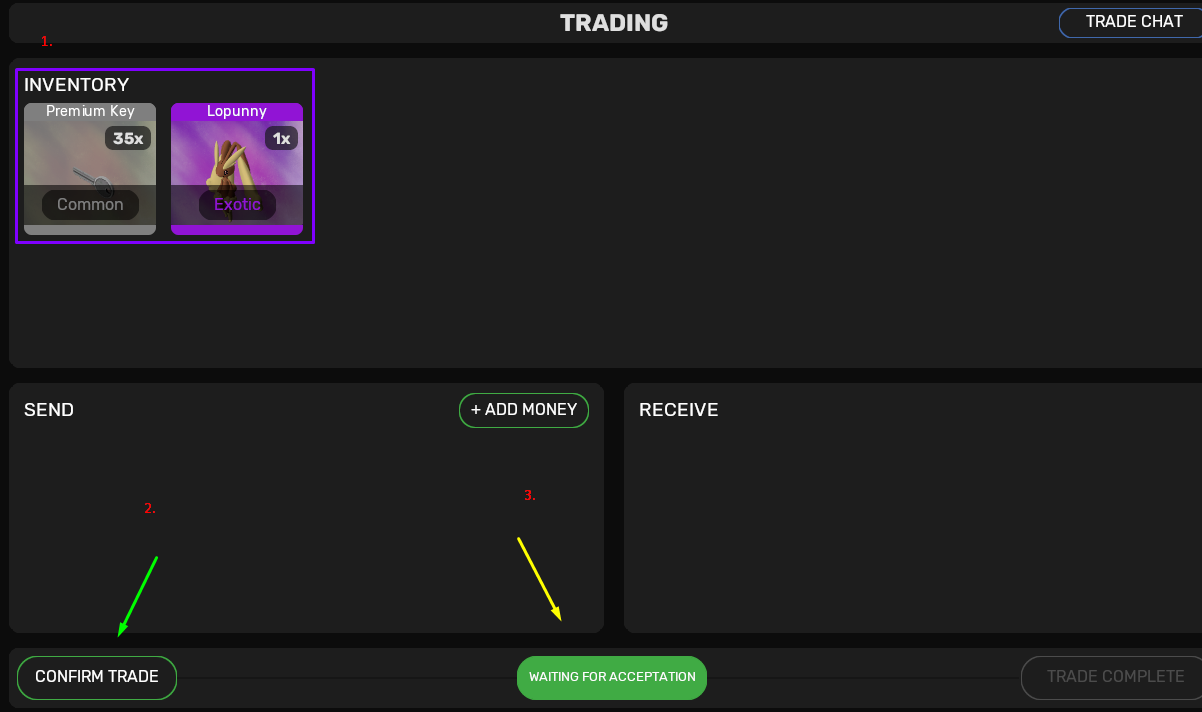 TRADING
TRADE CHAT
1.
INVENTORY
Premium Key
Lopunny
35x
1x
Common
Exotic
SEND
+ ADD MONEY
RECEIVE
2.
3.
CONFIRM TRADE
WAITING FOR ACCEPTATION
TRADE COMPLETE